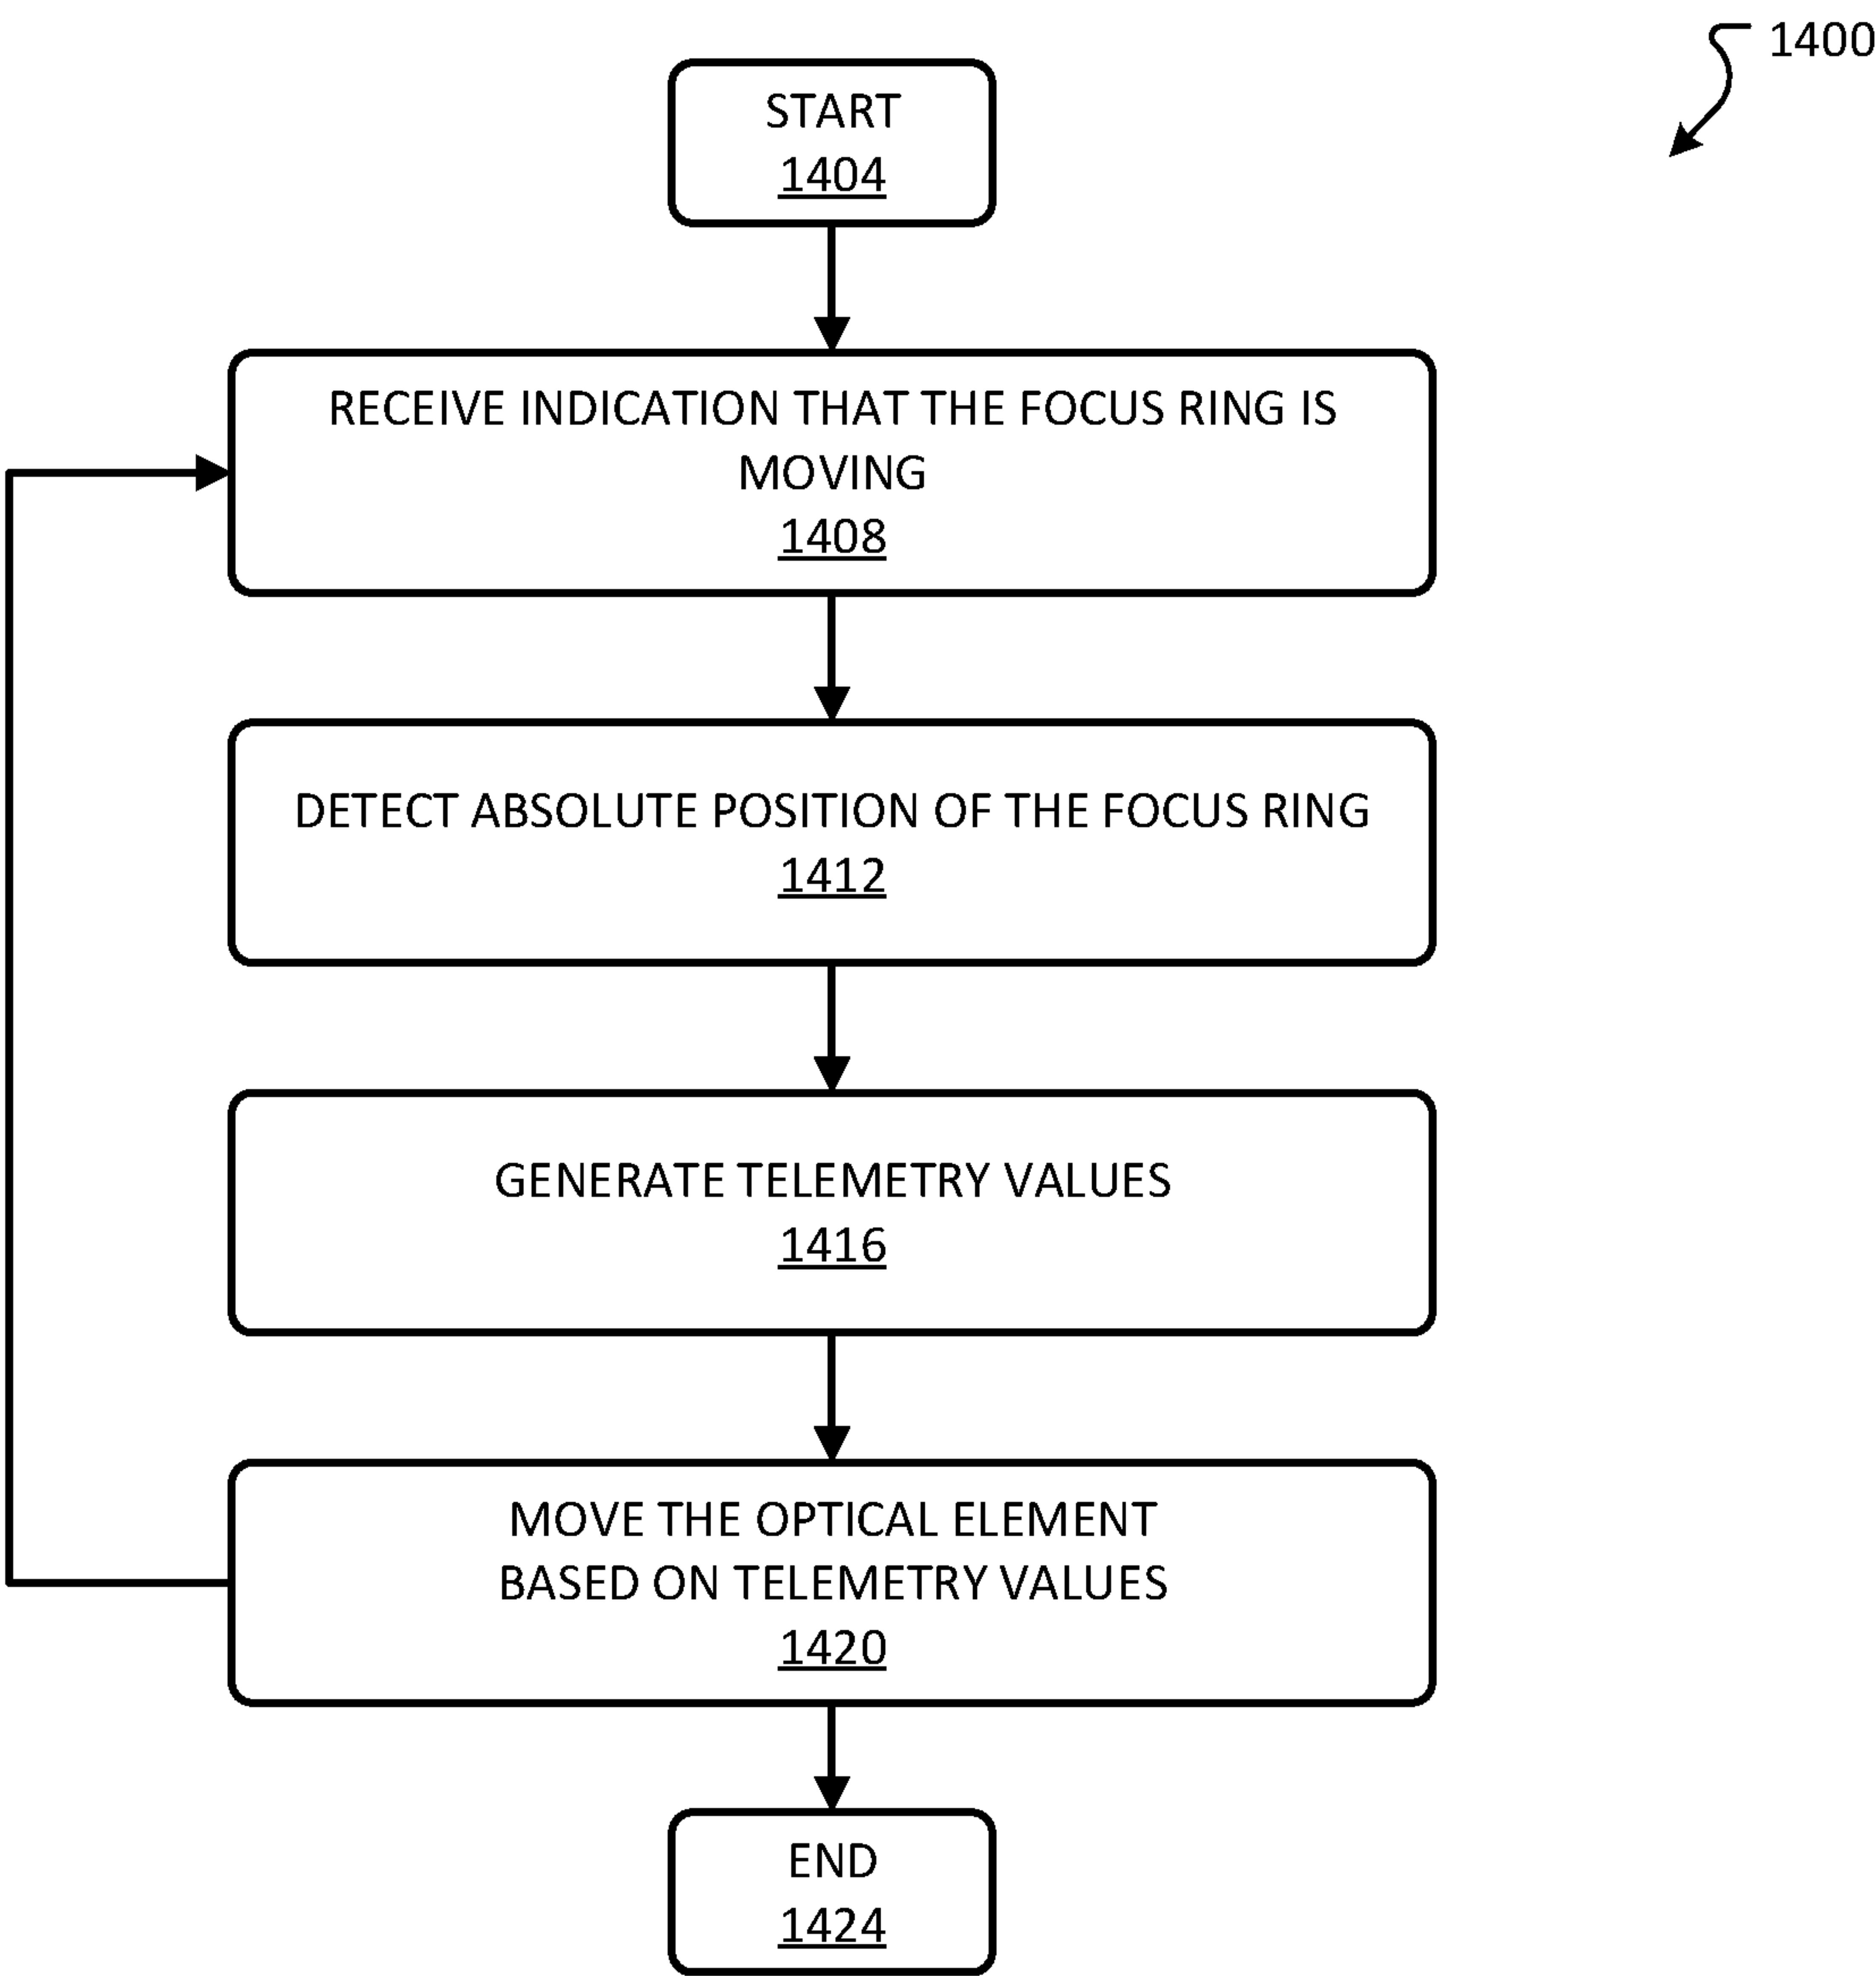 1400
START
1404
RECEIVE INDICATION THAT THE FOCUS RING IS
MOVING
1408
DETECT ABSOLUTE POSITION OF THE FOCUS RING
1412
GENERATE TELEMETRY VALUES
1416
MOVE THE OPTICAL ELEMENT
BASED ON TELEMETRY VALUES
1420
END
1424